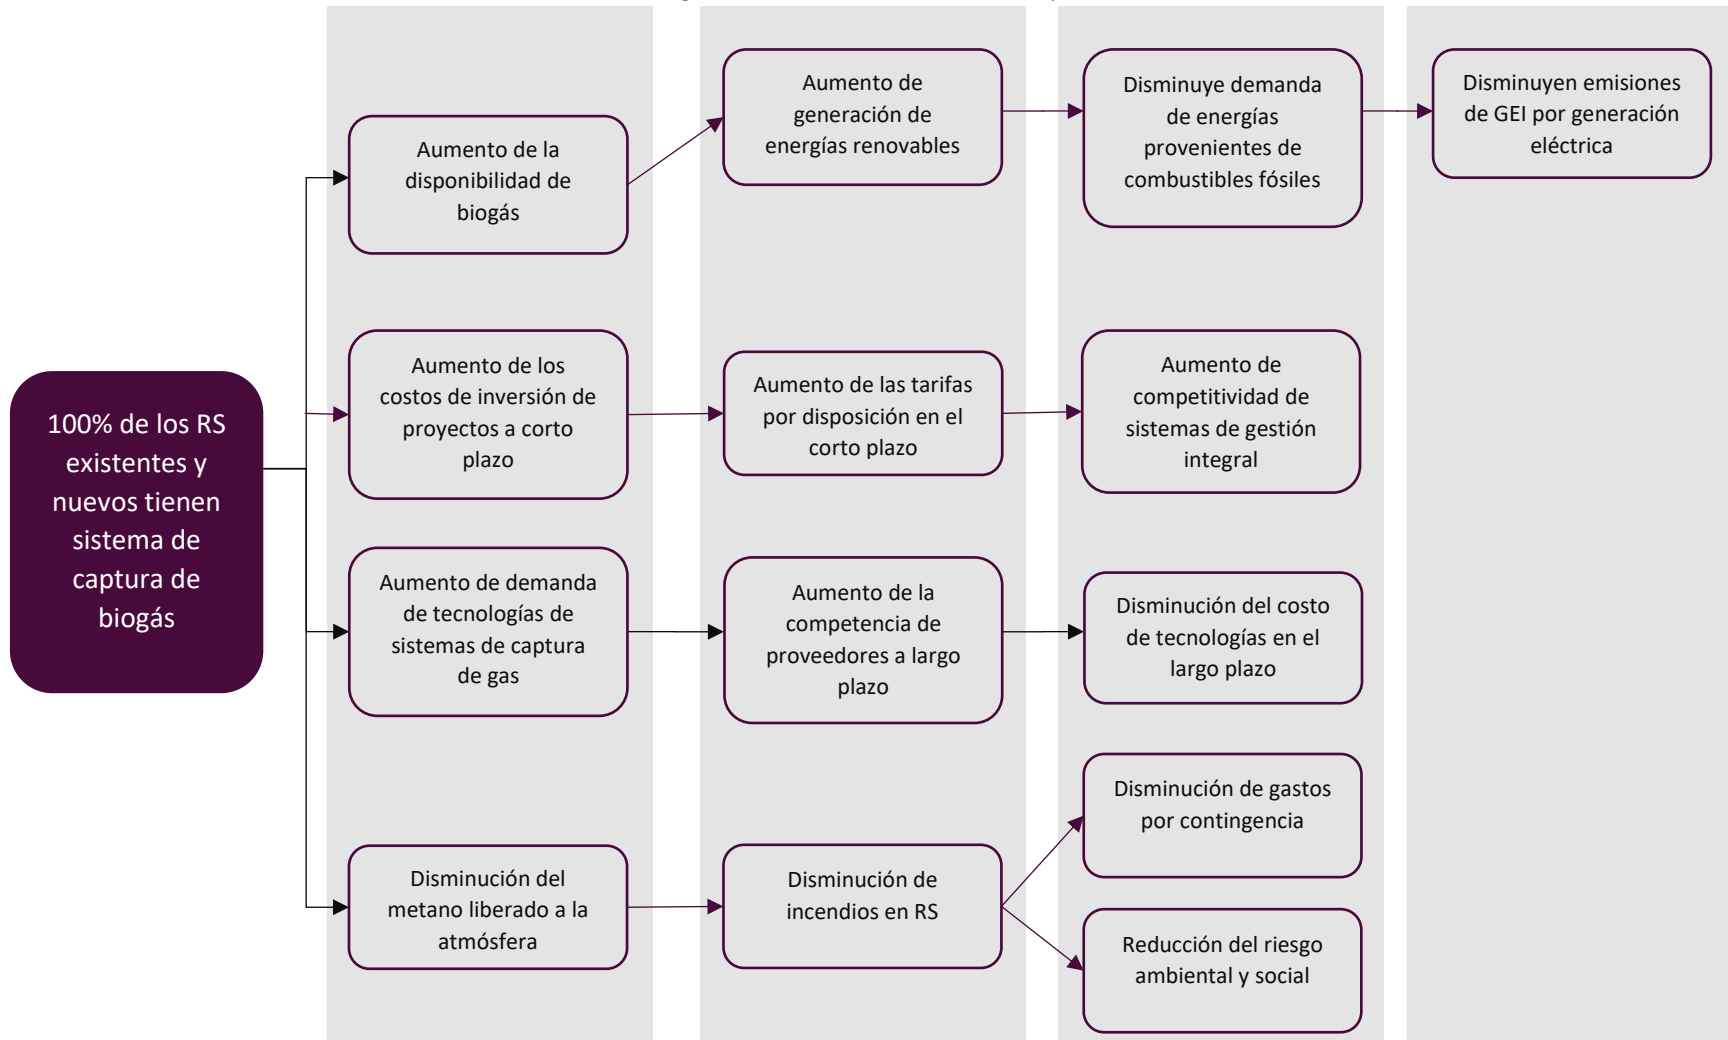 100% de los RS
existentes y
nuevos tienen
sistema de
captura de
biogás
Aumento de la
disponibilidad de
biogás
Aumento de
generación de
energías renovables
Disminuye demanda
de energías
provenientes de
combustibles fósiles
Disminuyen emisiones
de GEI por generación
eléctrica
Aumento de los
costos de inversión de
proyectos a corto
plazo
Aumento de las tarifas
por disposición en el
corto plazo
Aumento de
competitividad de
sistemas de gestión
integral
Aumento de demanda
de tecnologías de
sistemas de captura
de gas
Aumento de la
competencia de
proveedores a largo
plazo
Disminución del costo
de tecnologías en el
largo plazo
Disminución del
metano liberado a la
atmósfera
Disminución de
incendios en RS
Disminución de gastos
por contingencia
Reducción del riesgo
ambiental y social